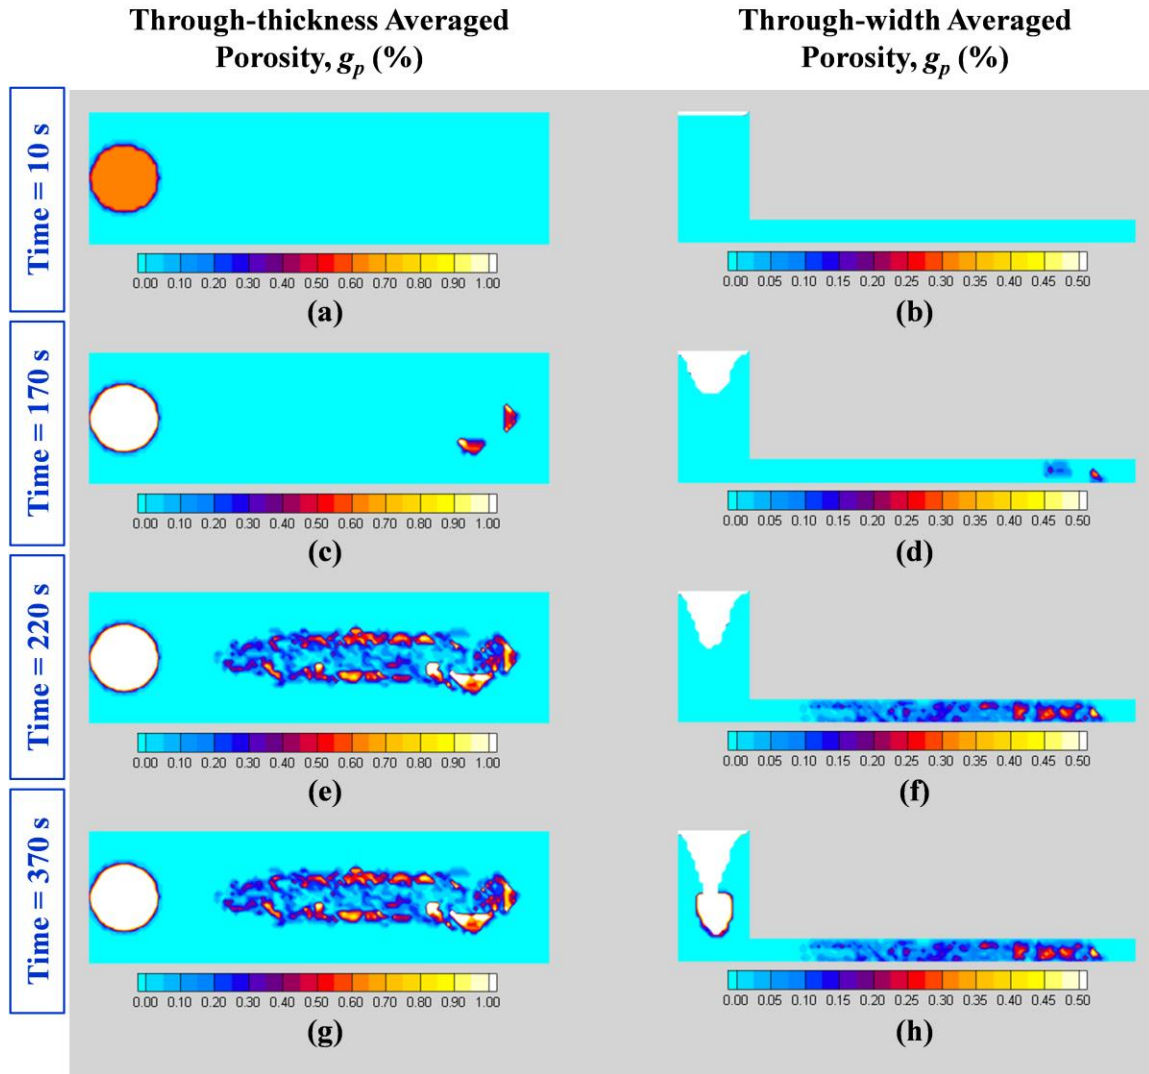 Through-thickness Averaged
Porosity, gp (%)
Through-width Averaged
Porosity, gp (%)
Time = 10 s
0.00 0.10 0.20 0.30 0.40 0.50 0.60 0.70 0.80 0.90 1.00
(a)
0.00 0.05 0.10 0.15 0.20 0.25 0.30 0.35 0.40 0.45 0.50
(b)
Time = 170 s
0.00 0.10 0.20 0.30 0.40 0.50 0.60 0.70 0.80 0.90 1.00
(c)
0.00 0.05 0.10 0.15 0.20 0.25 0.30 0.35 0.40 0.45 0.50
(d)
Time = 220 s
0.00 0.10 0.20 0.30 0.40 0.50 0.60 0.70 0.80 0.90 1.00
(e)
0.00 0.05 0.10 0.15 0.20 0.25 0.30 0.35 0.40 0.45 0.50
(f)
Time = 370 s
0.00 0.10 0.20 0.30 0.40 0.50 0.60 0.70 0.80 0.90 1.00
(g)
0.00 0.05 0.10 0.15 0.20 0.25 0.30 0.35 0.40 0.45 0.50
(h)